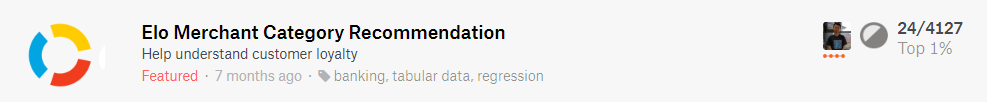 Elo Merchant Category Recommendation
Help understand customer loyalty
Featured · 7 months ago · banking, tabular data, regression
24/4127
Top 1%